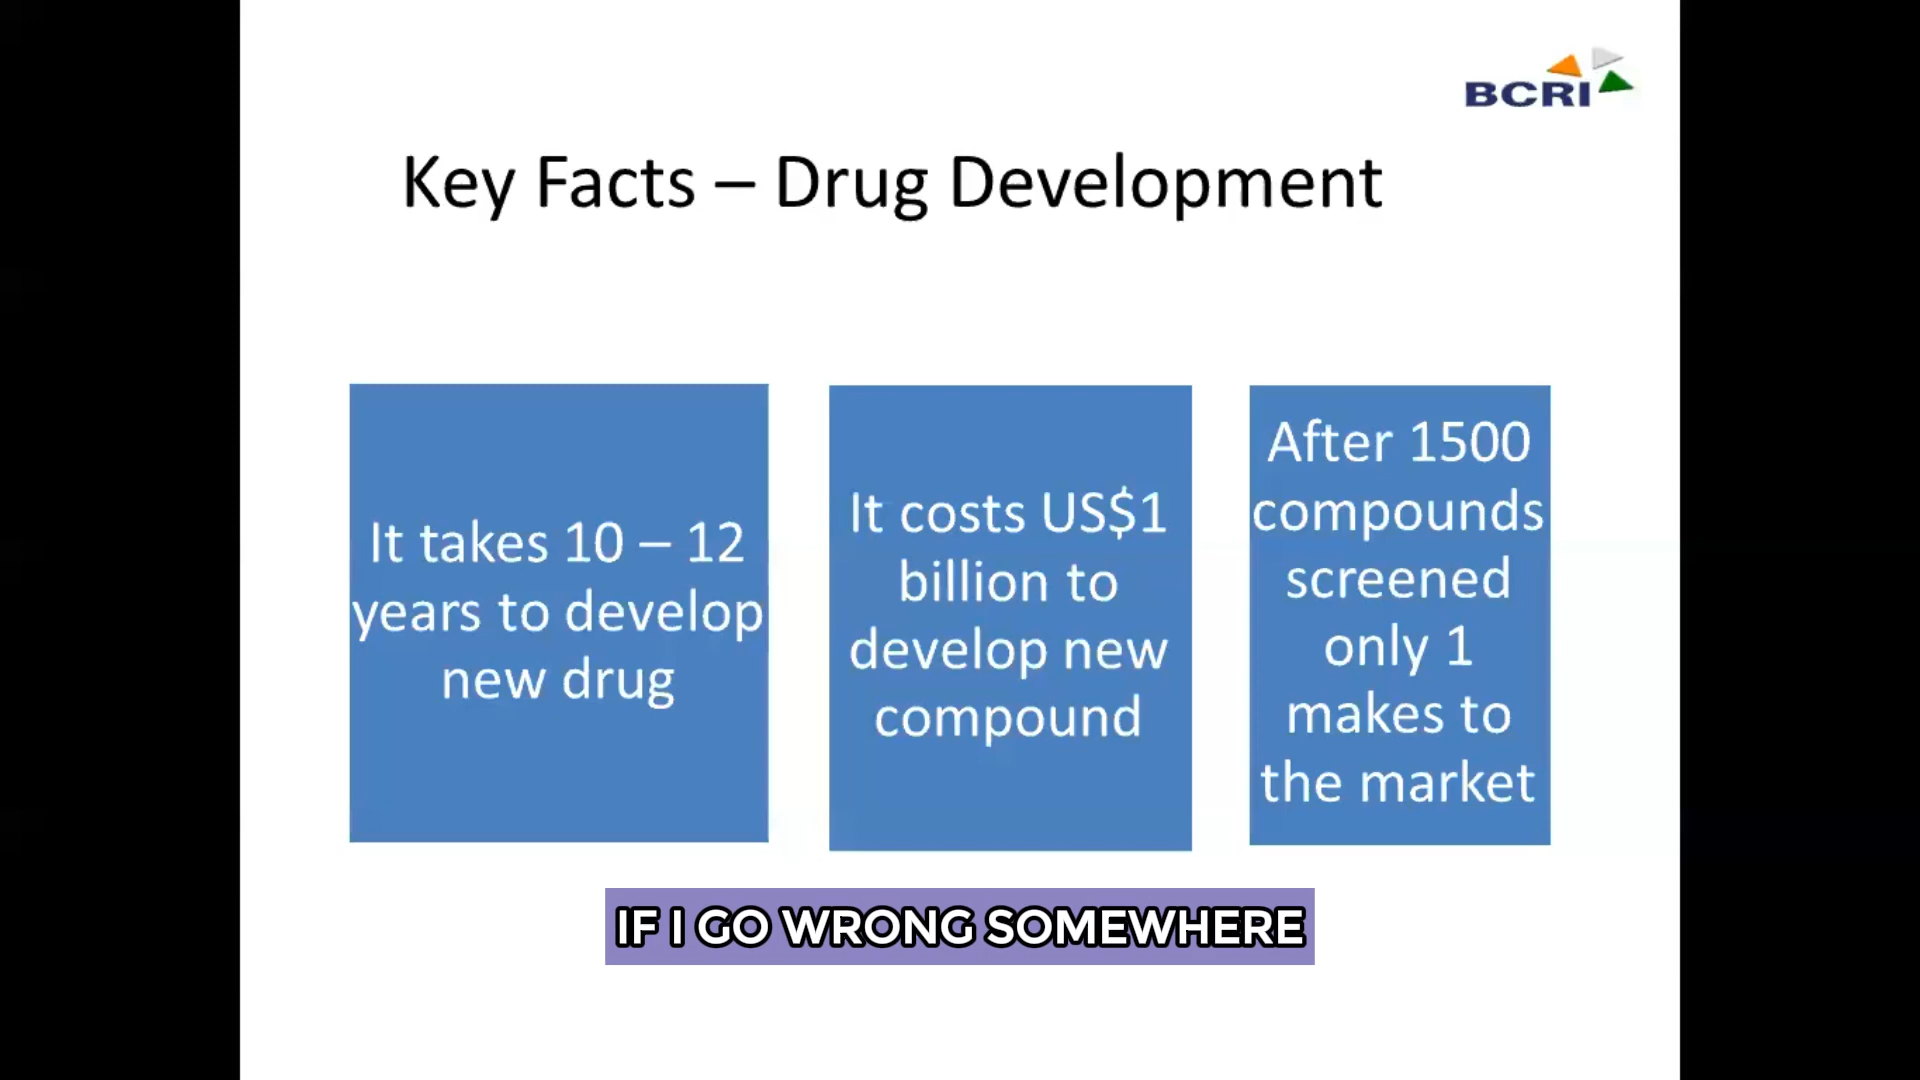 BCRI
Key Facts – Drug Development
It takes 10 – 12
years to develop
new drug
It costs US$1
billion to
develop new
compound
After 1500
compounds
screened
only 1
makes to
the market
IF I GO WRONG SOMEWHERE